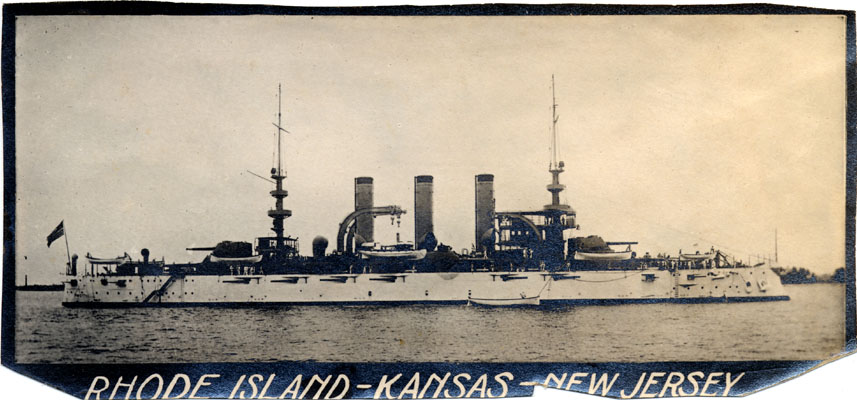 RHODE ISLAND - KANSAS - NEW JERSEY